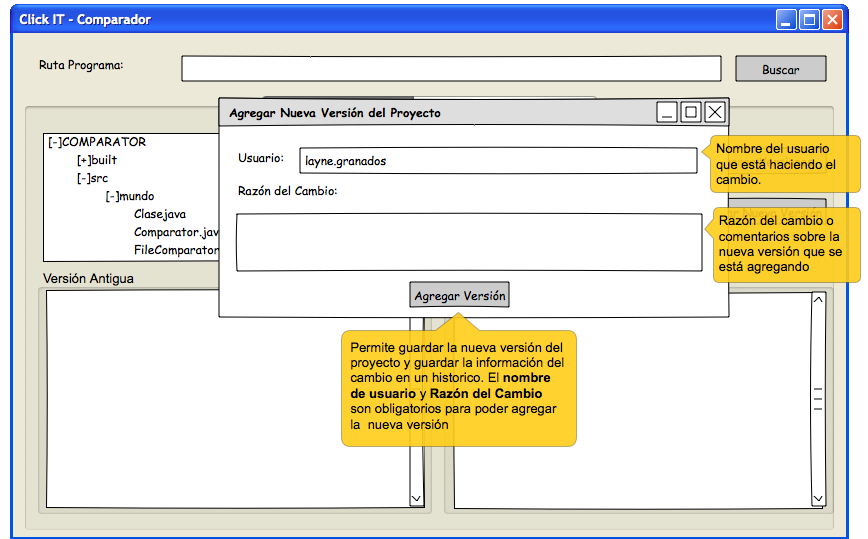 Click IT - Comparador
Ruta Programa:
Buscar
Agregar Nueva Versión del Proyecto
[-]COMPARATOR
[+]built
[-]src
[-]mundo
Clasejava
Comparator.jav
FileComparator
Usuario:
layne.granados
Razón del Cambio:
Agregar Versión
Nombre del usuario
que está haciendo el
cambio.
Razón del cambio o
comentarios sobre la
nueva versión que se
está agregando
Versión Antigua
Permite guardar la nueva versión del
proyecto y guardar la información del
cambio en un historico. El nombre
de usuario y Razón del Cambio
son obligatorios para poder agregar
la nueva versión